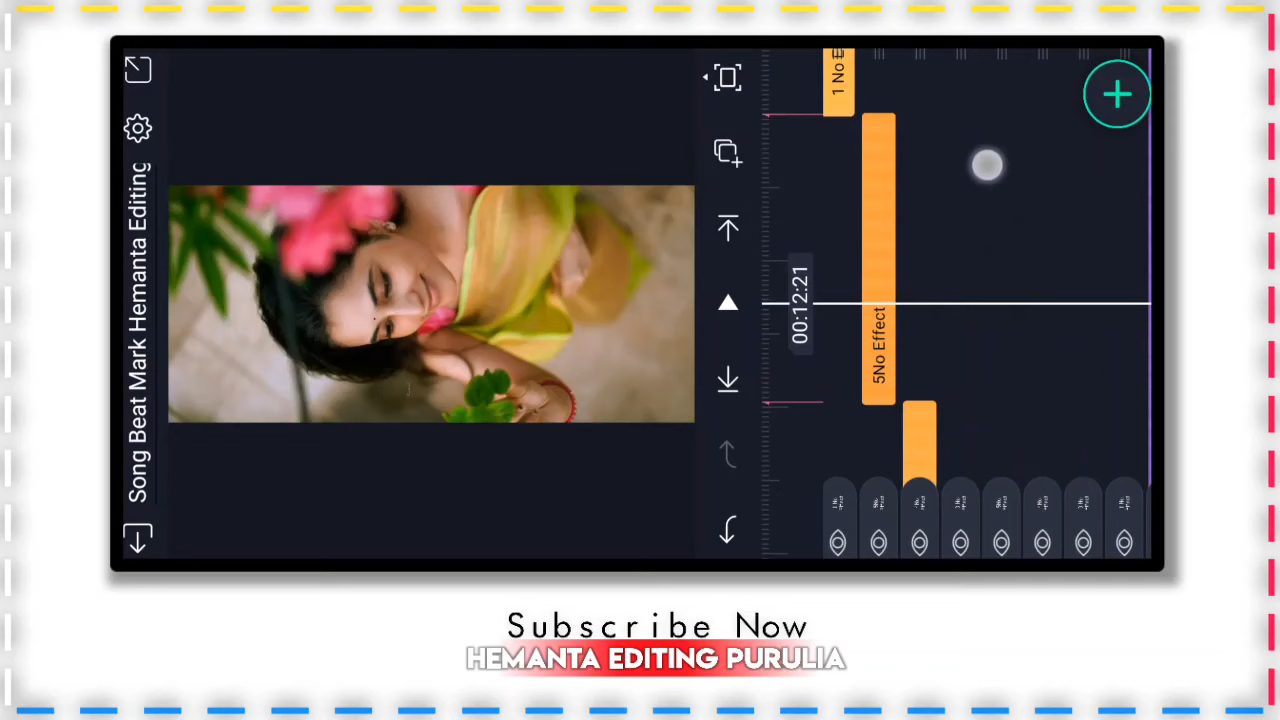 Song Beat Mark Hemanta Editing
00:12:21
1 No E
5No Effect
Subscribe Now
HEMANTA EDITING PURULIA